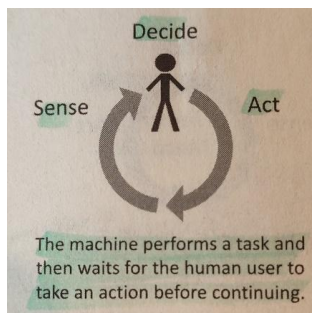 Decide
Sense
Act
The machine performs a task and
then waits for the human user to
take an action before continuing.